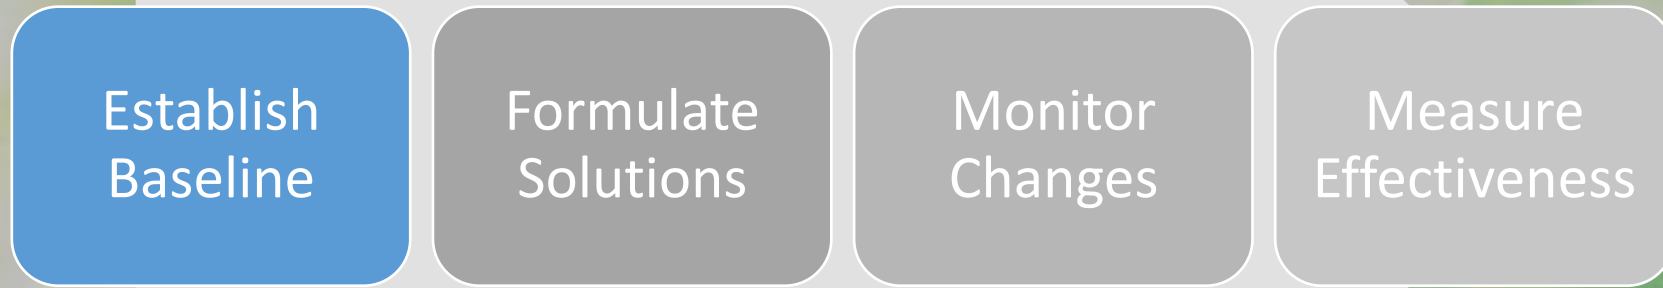 Establish
Baseline
Formulate
Solutions
Monitor
Changes
Measure
Effectiveness